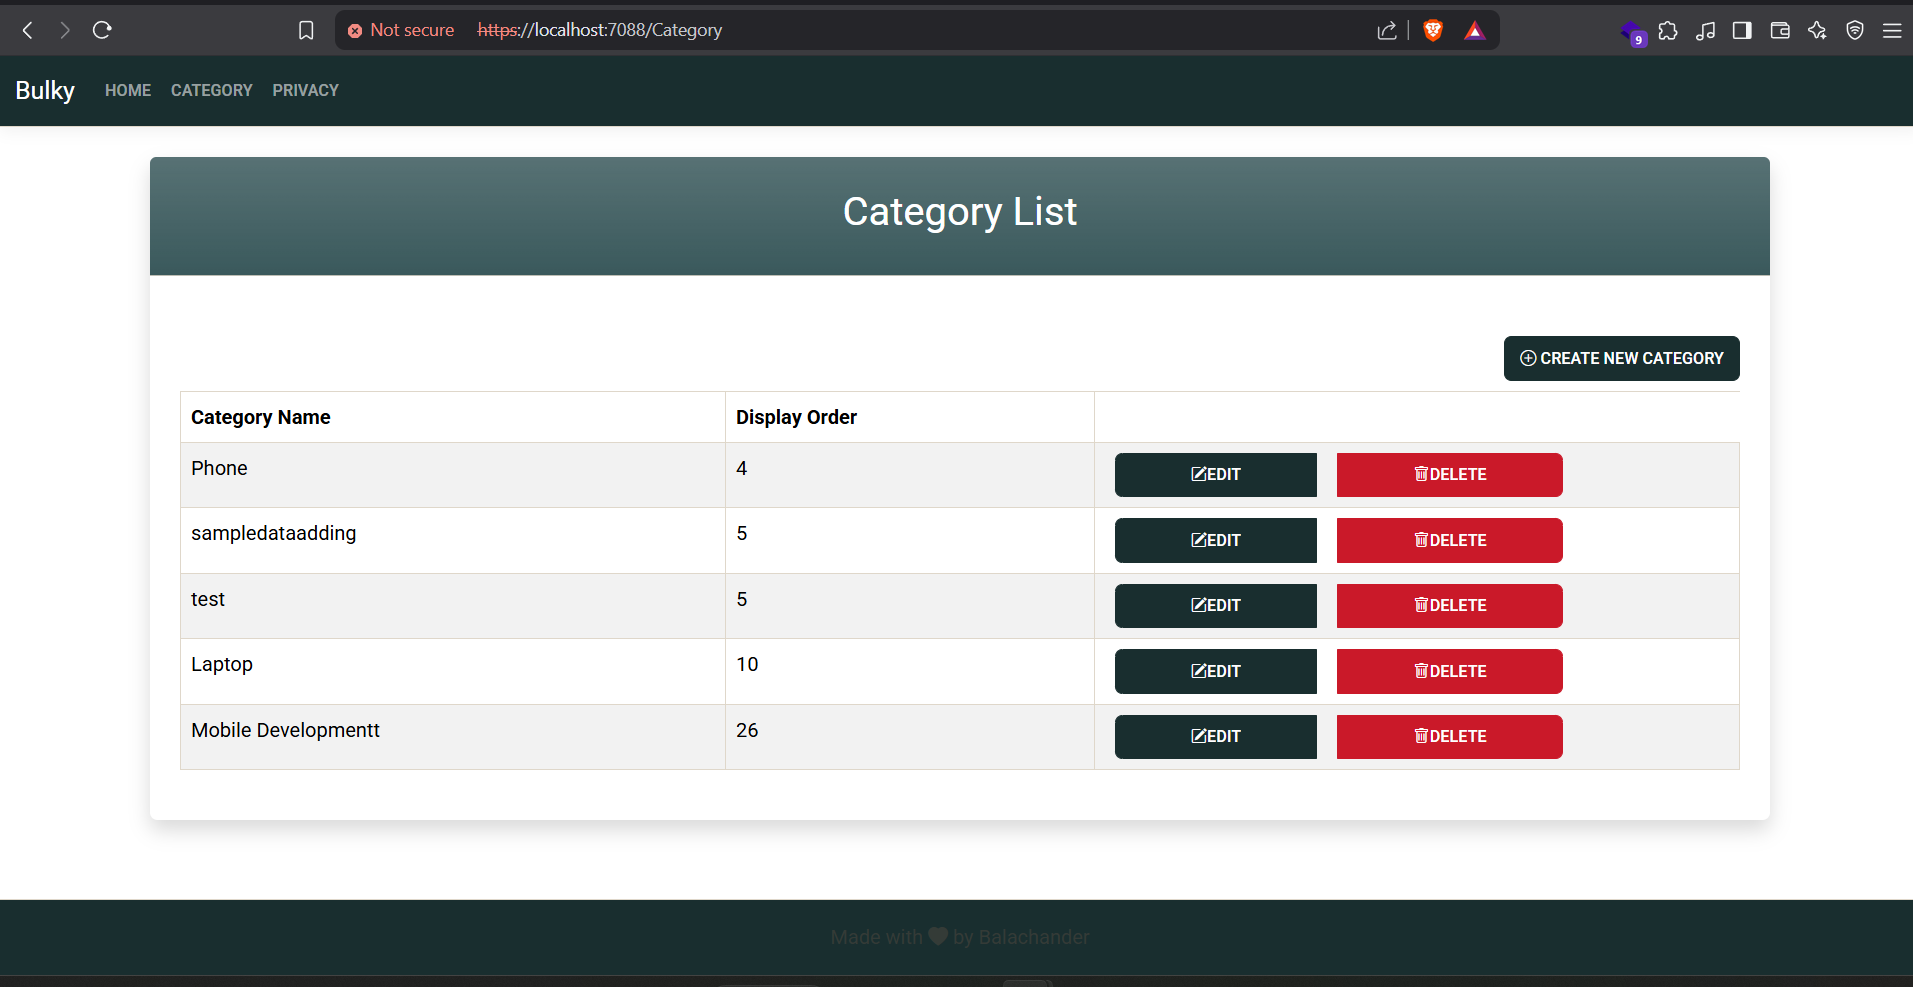 Not secure https://localhost:7088/Category
9
Bulky HOME CATEGORY PRIVACY
Category List
CREATE NEW CATEGORY
Category Name Display Order
Phone 4 EDIT DELETE
sampledataadding 5 EDIT DELETE
test 5 EDIT DELETE
Laptop 10 EDIT DELETE
Mobile Developmentt 26 EDIT DELETE
Made with by Balachander